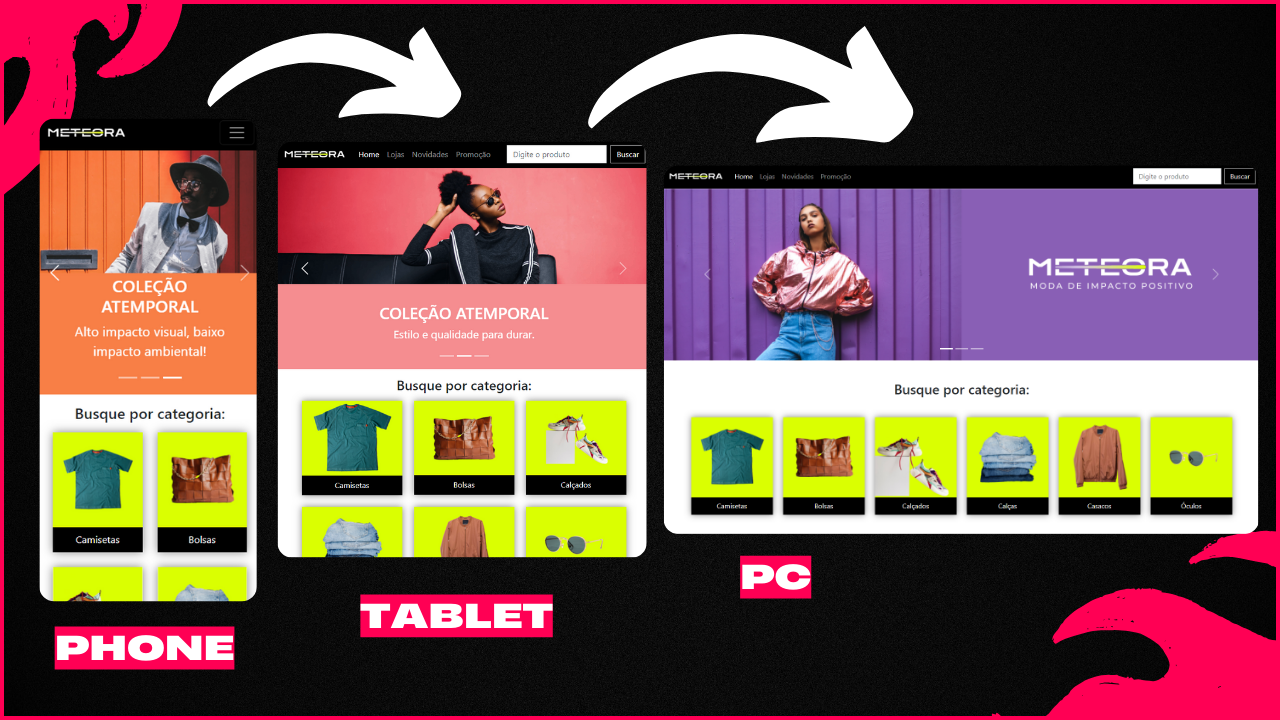 METEORA
COLEÇÃO
ATEMPORAL
Alto impacto visual, baixo
impacto ambiental!
Busque por categoria:
Camisetas Bolsas
PHONE
METEORA Home Lojas Novidades Promoção Digite o produto Buscar
COLEÇÃO ATEMPORAL
Estilo e qualidade para durar.
Busque por categoria:
Camisetas Bolsas Calçados
TABLET
METEORA Home Lojas Novidades Promoção Digite o produto Buscar
METEORA
MODA DE IMPACTO POSITIVO
Busque por categoria:
Camisetas Bolsas Calçados Calças Casacos Óculos
PC